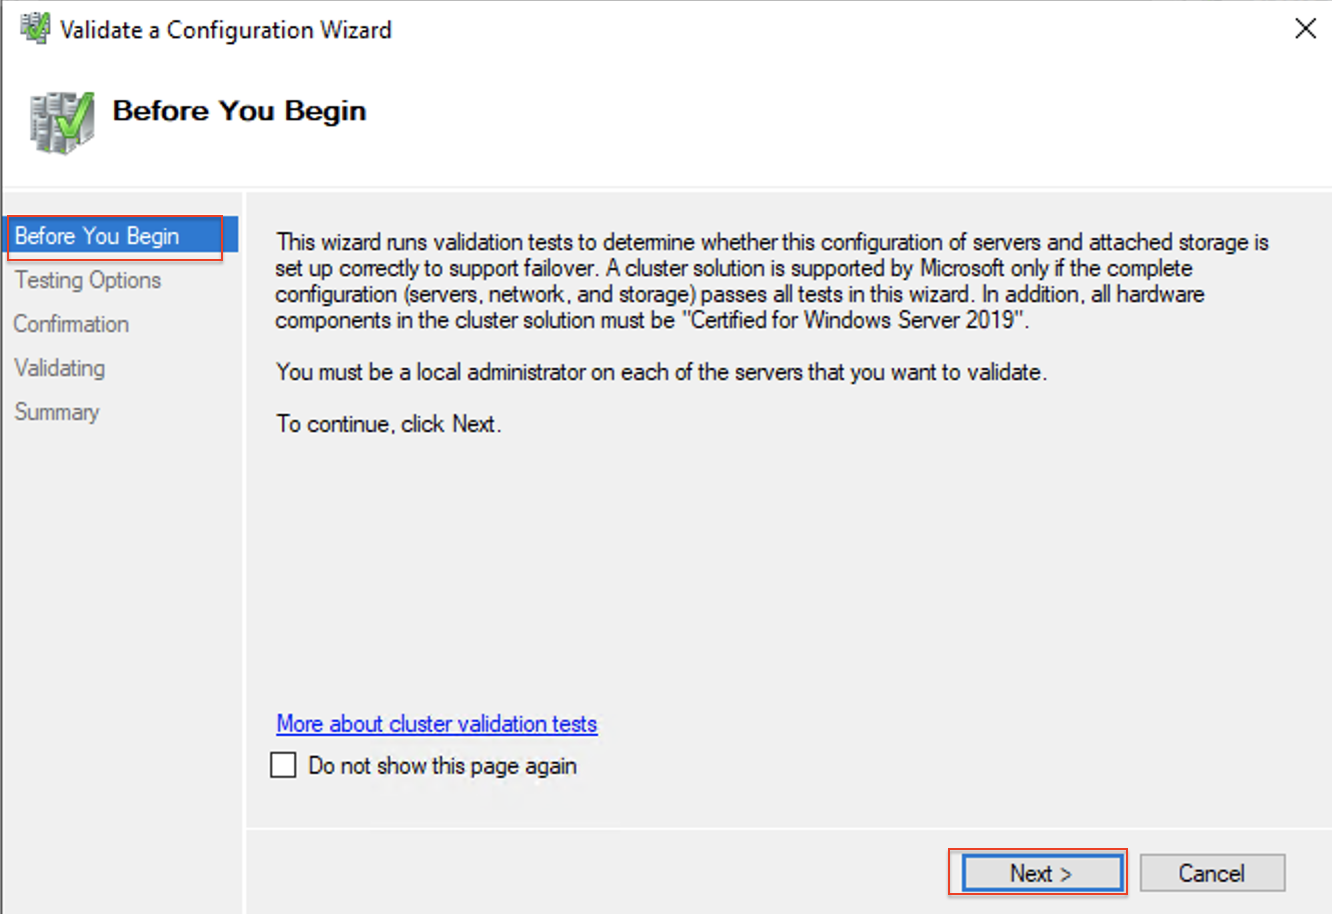 Validate a Configuration Wizard
Before You Begin
Before You Begin
Testing Options
Confirmation
Validating
Summary
This wizard runs validation tests to determine whether this configuration of servers and attached storage is
set up correctly to support failover. A cluster solution is supported by Microsoft only if the complete
configuration (servers, network, and storage) passes all tests in this wizard. In addition, all hardware
components in the cluster solution must be "Certified for Windows Server 2019".
You must be a local administrator on each of the servers that you want to validate.
To continue, click Next.
More about cluster validation tests
Do not show this page again
Next >
Cancel